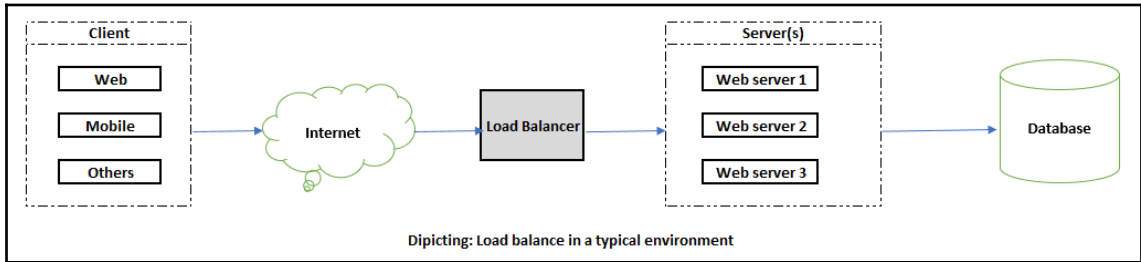 Client
Web
Mobile
Others
Internet
Load Balancer
Server(s)
Web server 1
Web server 2
Web server 3
Database
Dipicting: Load balance in a typical environment